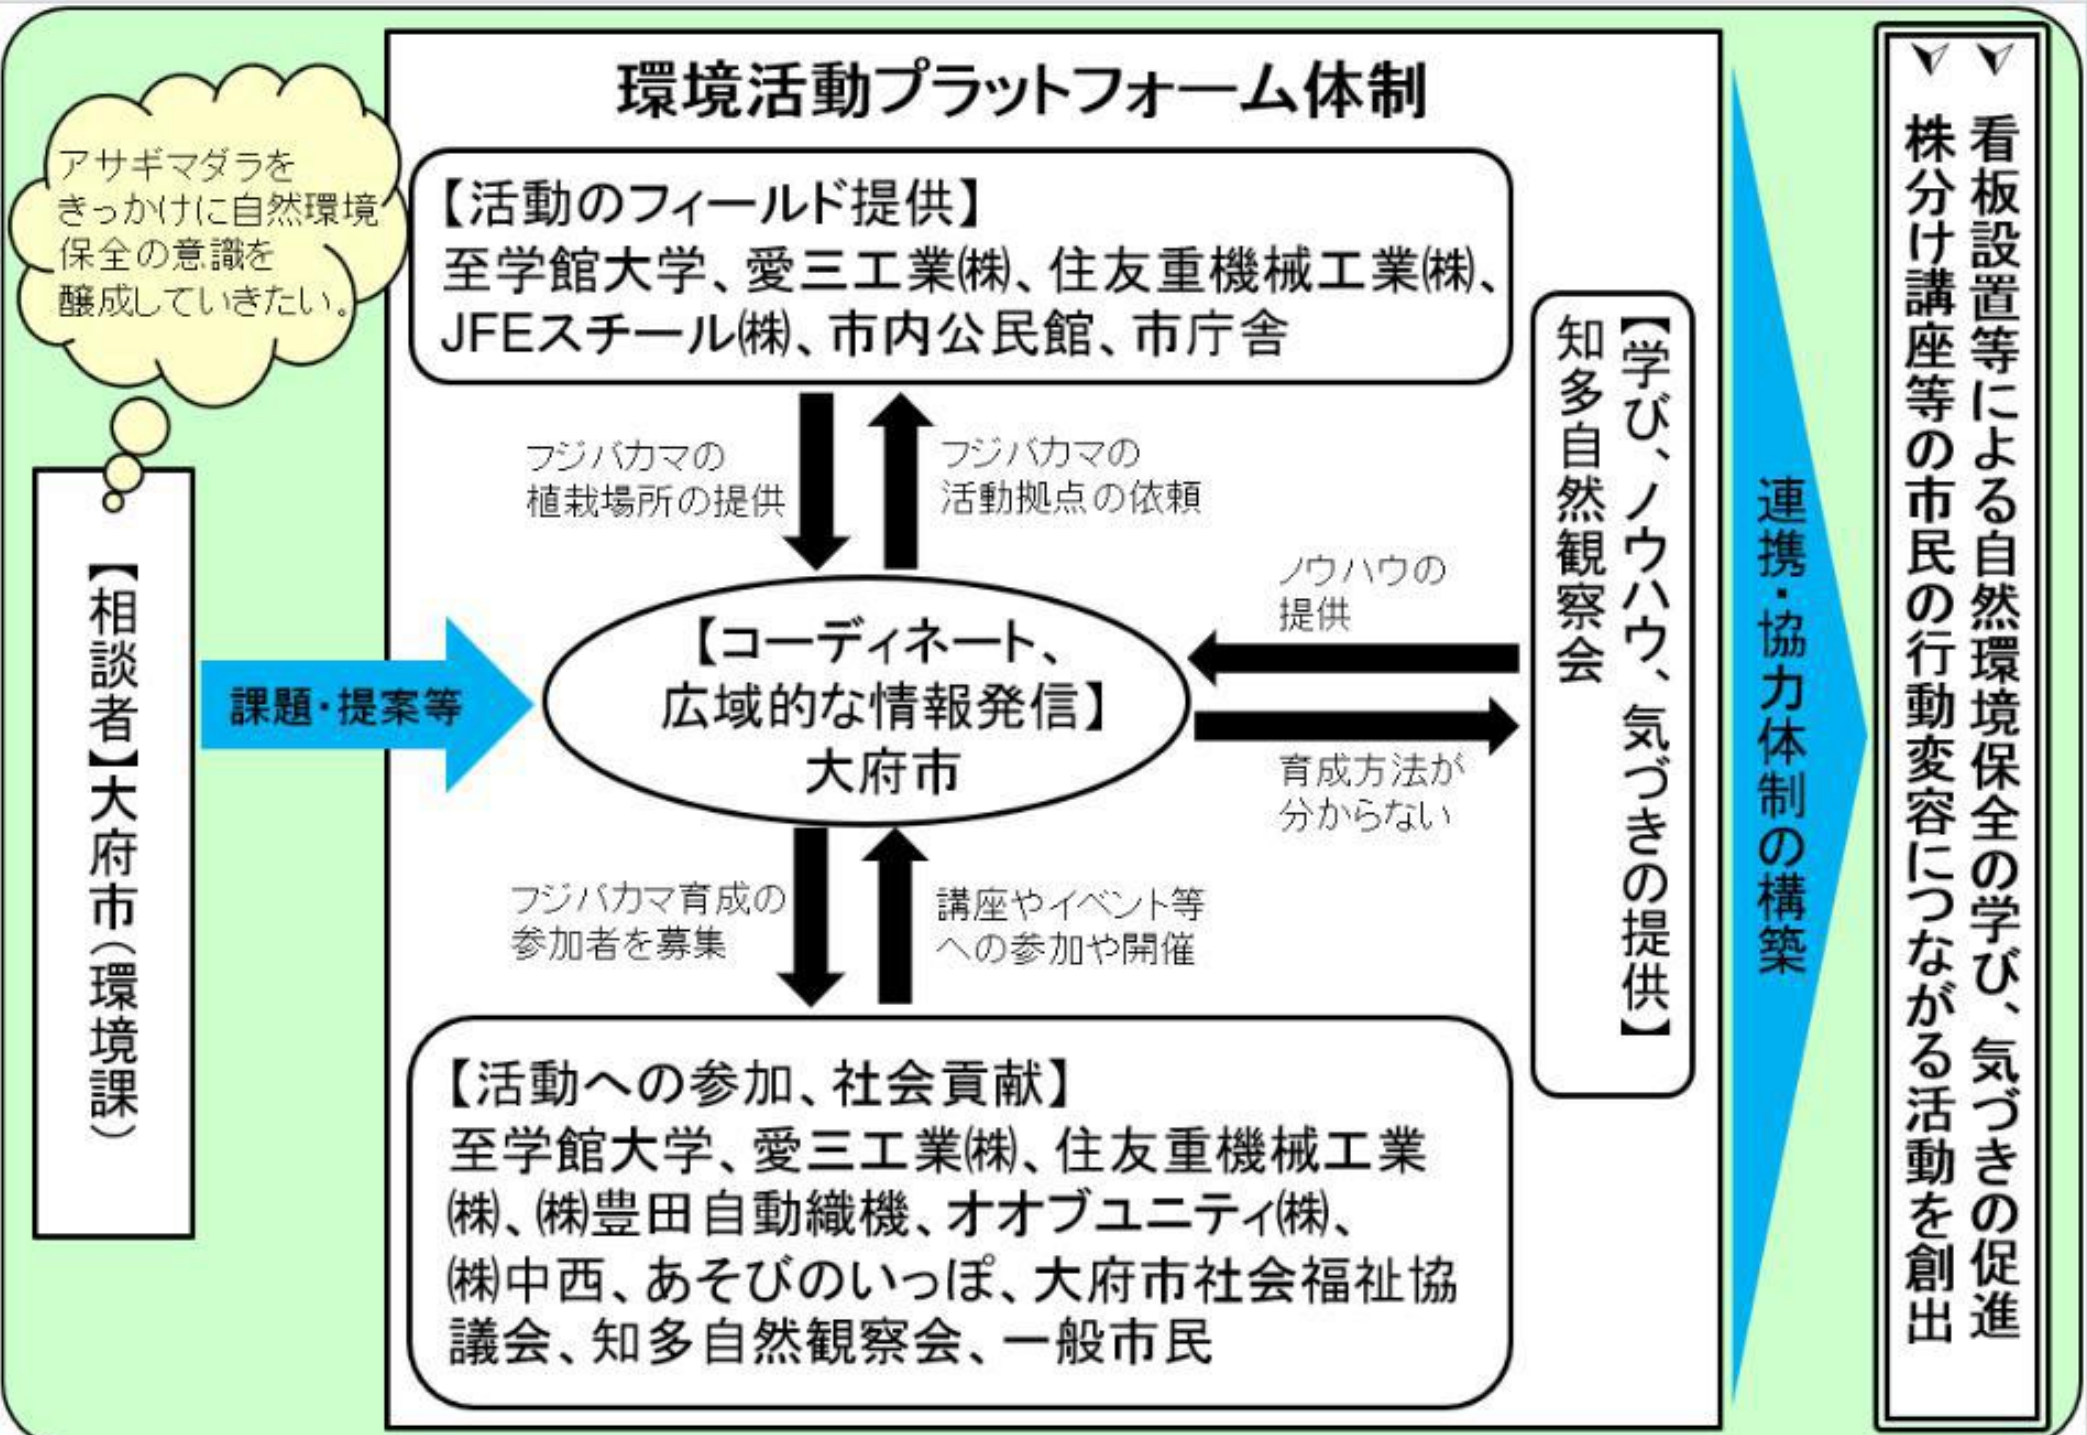 環境活動プラットフォーム体制
アサギマダラを
きっかけに自然環境
保全の意識を
醸成していきたい。
【相談者】大府市(環境課)
課題・提案等
【活動のフィールド提供】
至学館大学、愛三工業㈱、住友重機械工業㈱、
JFEスチール㈱、市内公民館、市庁舎
フジバカマの
植栽場所の提供
フジバカマの
活動拠点の依頼
【コーディネート、
広域的な情報発信】
大府市
ノウハウの
提供
育成方法が
分からない
【学び、ノウハウ、気づきの提供】
知多自然観察会
フジバカマ育成の
参加者を募集
講座やイベント等
への参加や開催
【活動への参加、社会貢献】
至学館大学、愛三工業㈱、住友重機械工業
㈱、㈱豊田自動織機、オオブユニティ㈱、
㈱中西、あそびのいっぽ、大府市社会福祉協
議会、知多自然観察会、一般市民
連携・協力体制の構築
看板設置等による自然環境保全の学び、気づきの促進
株分け講座等の市民の行動変容につながる活動を創出